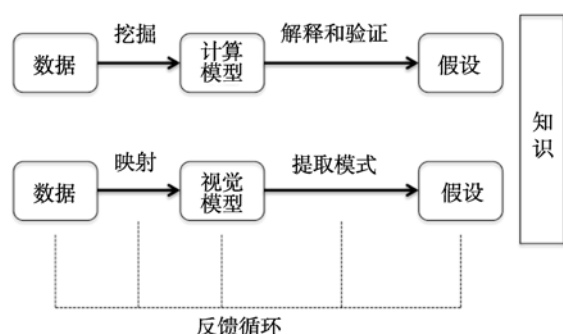 挖掘
解释和验证
数据
计算
模型
假设
知
识
映射
提取模式
数据
视觉
模型
假设
反馈循环